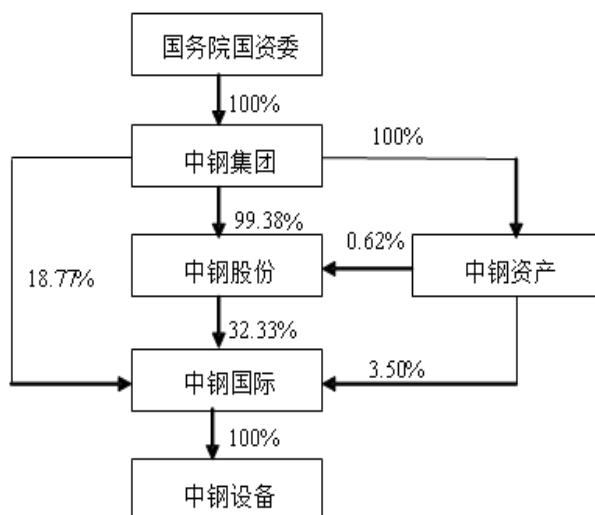 国务院国资委
100%
中钢集团
100%
99.38%
0.62%
中钢股份
中钢资产
18.77%
32.33%
中钢国际
3.50%
100%
中钢设备